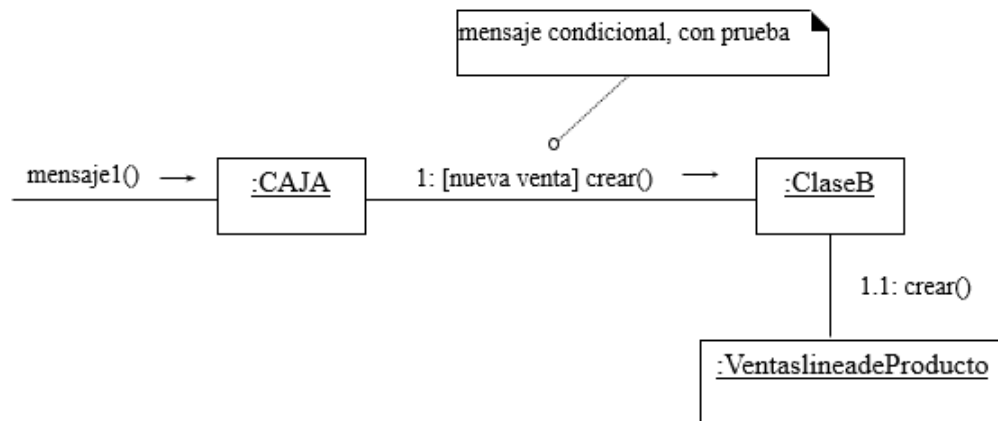 mensaje condicional, con prueba
mensaje1()
:CAJA
1: [nueva venta] crear()
:ClaseB
1.1: crear()
:VentaslineadeProducto